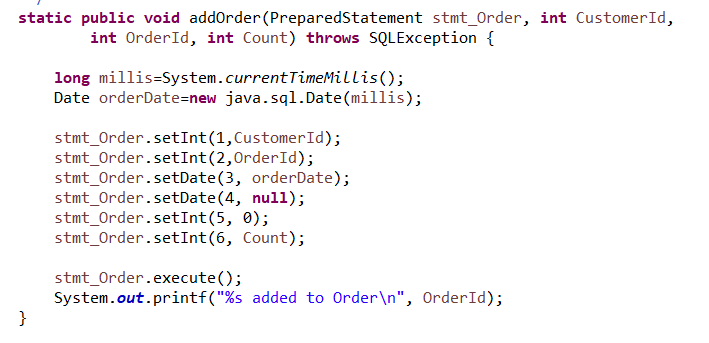 static public void addOrder(PreparedStatement stmt_Order, int CustomerId,
int OrderId, int Count) throws SQLException {
long millis=System.currentTimeMillis();
Date orderDate=new java.sql.Date(millis);
stmt_Order.setInt(1,CustomerId);
stmt_Order.setInt(2,OrderId);
stmt_Order.setDate(3, orderDate);
stmt_Order.setDate(4, null);
stmt_Order.setInt(5, 0);
stmt_Order.setInt(6, Count);
stmt_Order.execute();
System.out.printf("%s added to Order\n", OrderId);
}